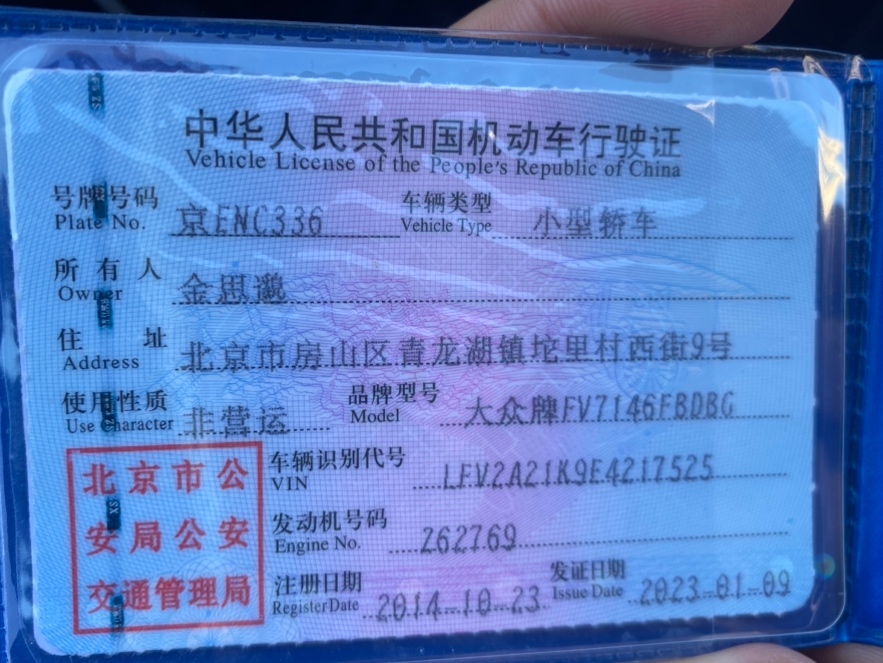 中华人民共和国机动车行驶证
Vehicle License of the People's Republic of China
号牌号码 京ENC336 车辆类型 小型轿车
Plate No. Vehicle Type
所有人 金思
Owner
住址 北京市房山区青龙湖镇坨里村西街9号
Address
使用性质 非营运 品牌型号 大众牌FV7146FBDBG
Use Character Model
北京市公
安局公安
交通管理局
车辆识别代号 LFV2A21K9E4217525
VIN
发动机号码 Z62769
Engine No.
注册日期 2014-10-23 发证日期 2023-01-09
Register Date Issue Date